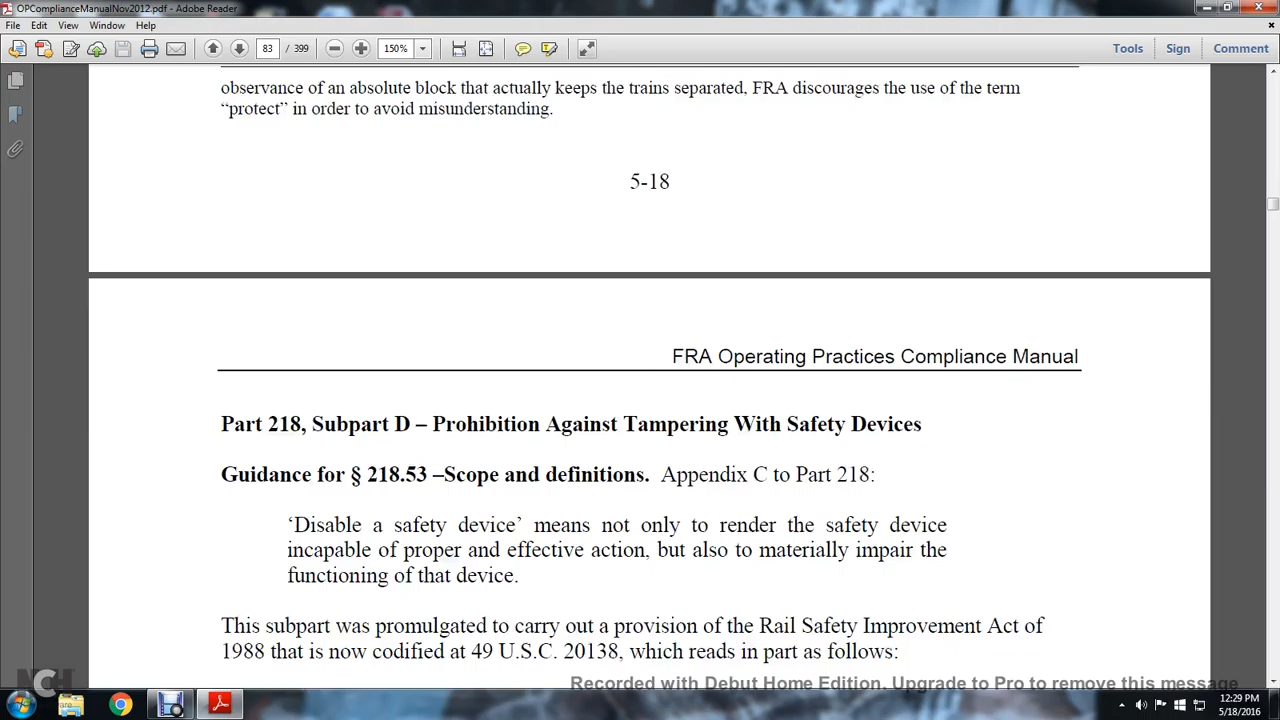 OPComplianceManualNov2012.pdf - Adobe Reader
File Edit View Window Help
83 / 399 150% Tools Sign Comment
observance of an absolute block that actually keeps the trains separated, FRA discourages the use of the term
“protect” in order to avoid misunderstanding.
5-18
FRA Operating Practices Compliance Manual
Part 218, Subpart D – Prohibition Against Tampering With Safety Devices
Guidance for § 218.53 –Scope and definitions. Appendix C to Part 218:
‘Disable a safety device’ means not only to render the safety device
incapable of proper and effective action, but also to materially impair the
functioning of that device.
This subpart was promulgated to carry out a provision of the Rail Safety Improvement Act of
1988 that is now codified at 49 U.S.C. 20138, which reads in part as follows:
Recorded with Debut Home Edition. Upgrade to Pro to remove this message
NCH
12:29 PM
5/18/2016